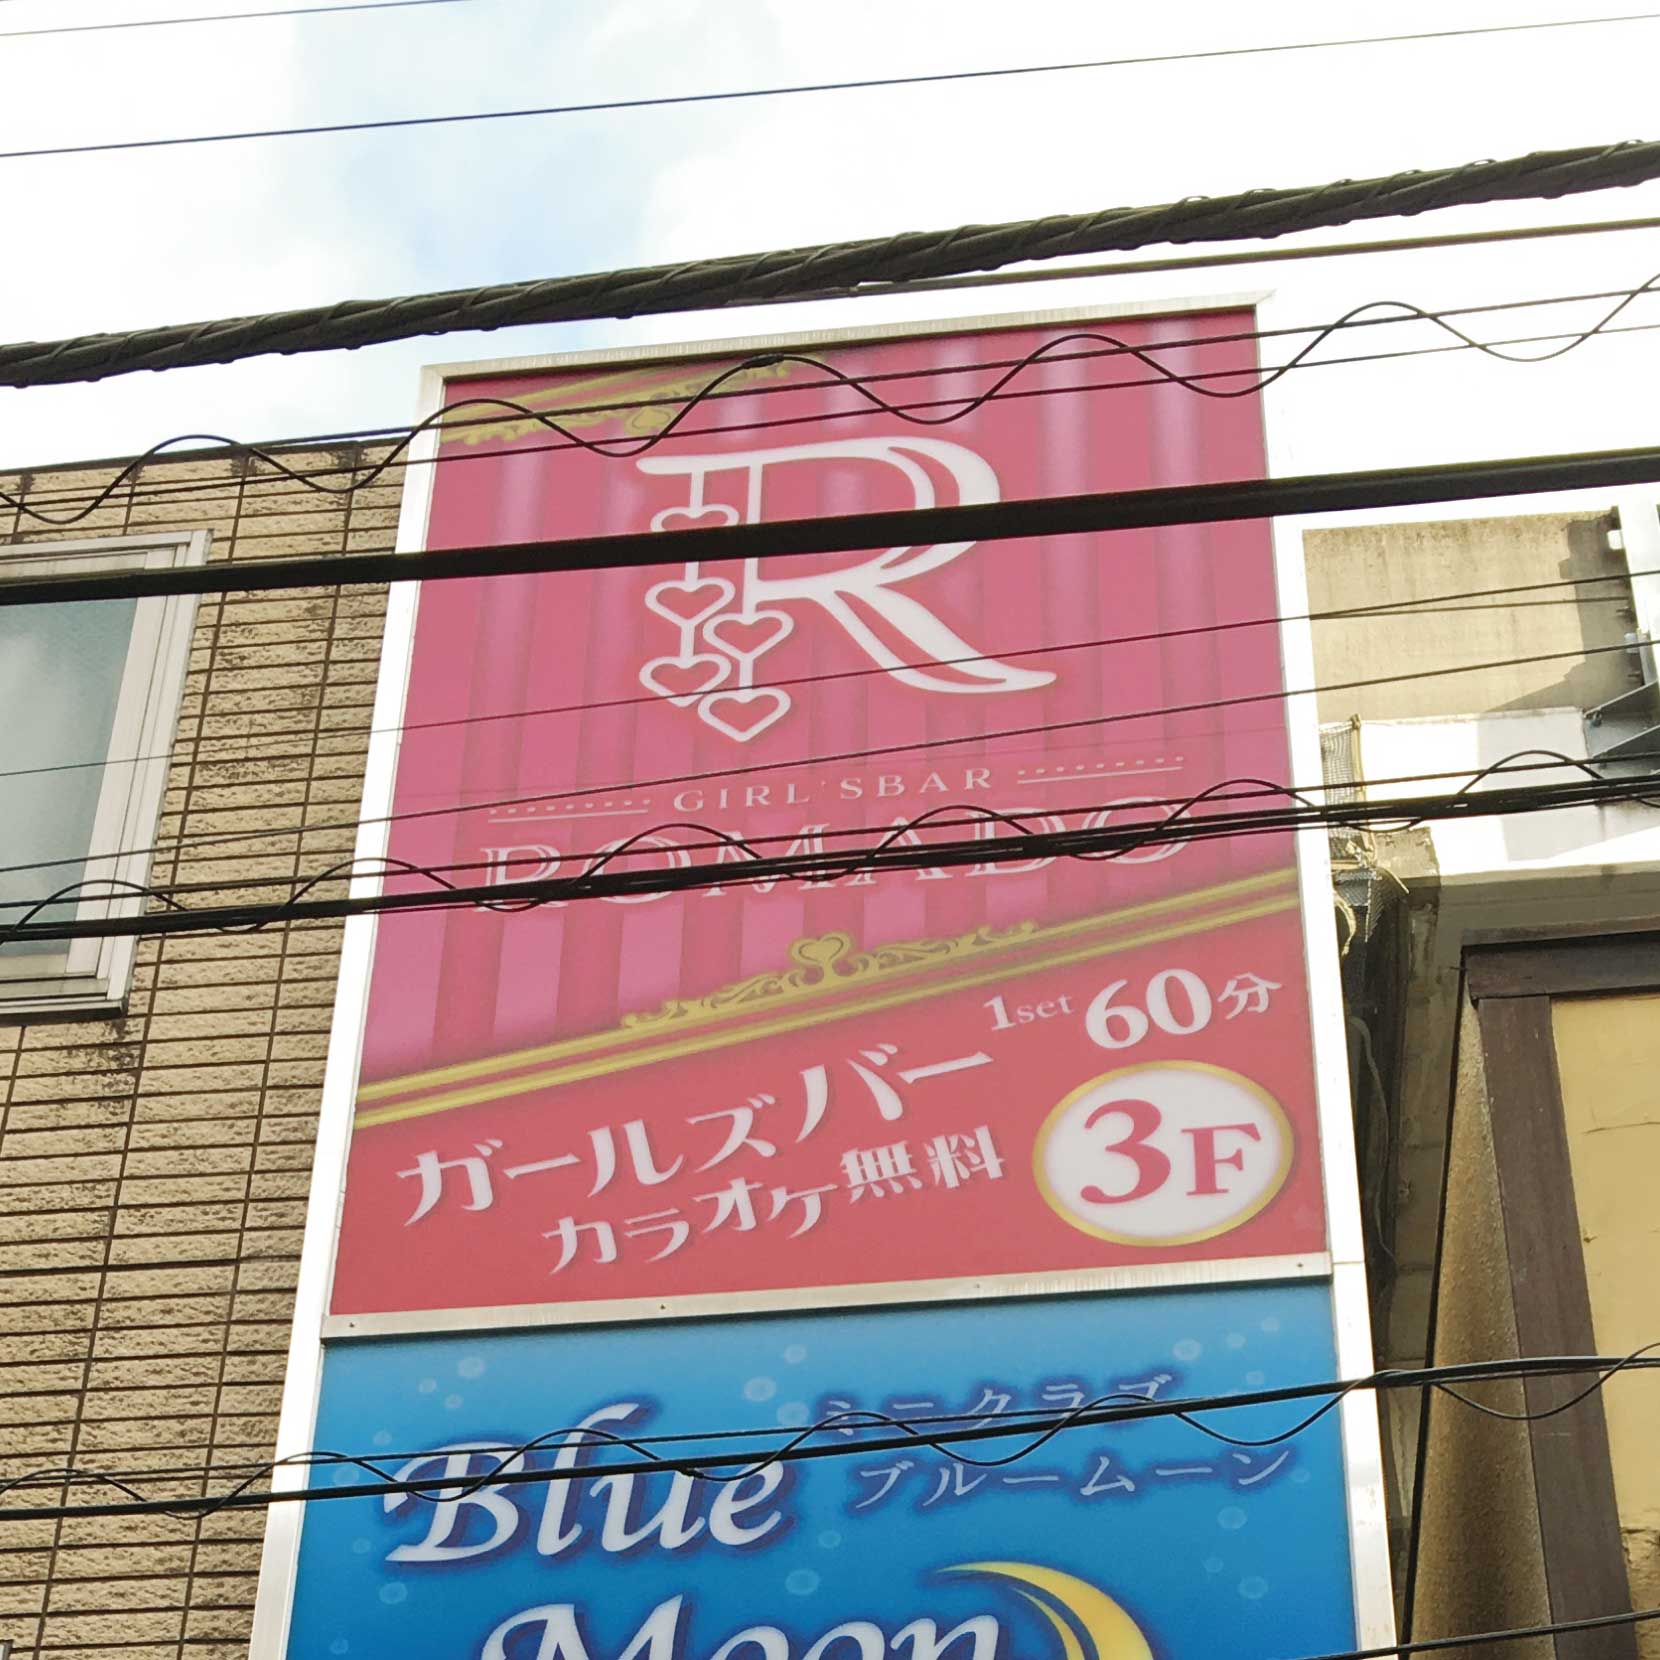 R
GIRL'SBAR
ROMADO
1set 60分
ガールズバー
カラオケ無料
3F
ミニクラブ
ブルームーン
Blue
Moon